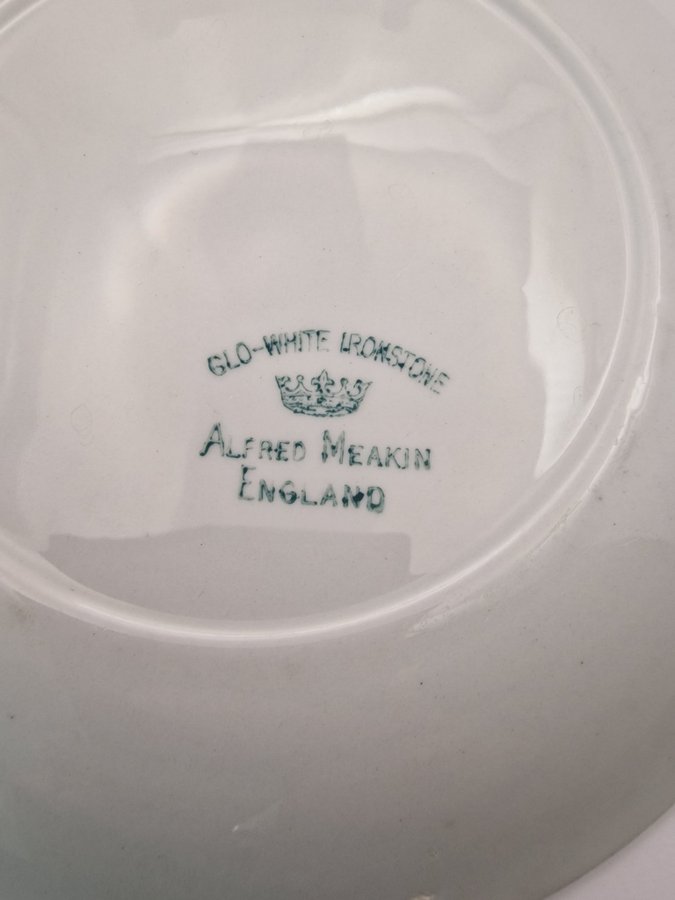 GLO-WHITE IRONSTONE
ALFRED MEAKIN
ENGLAND